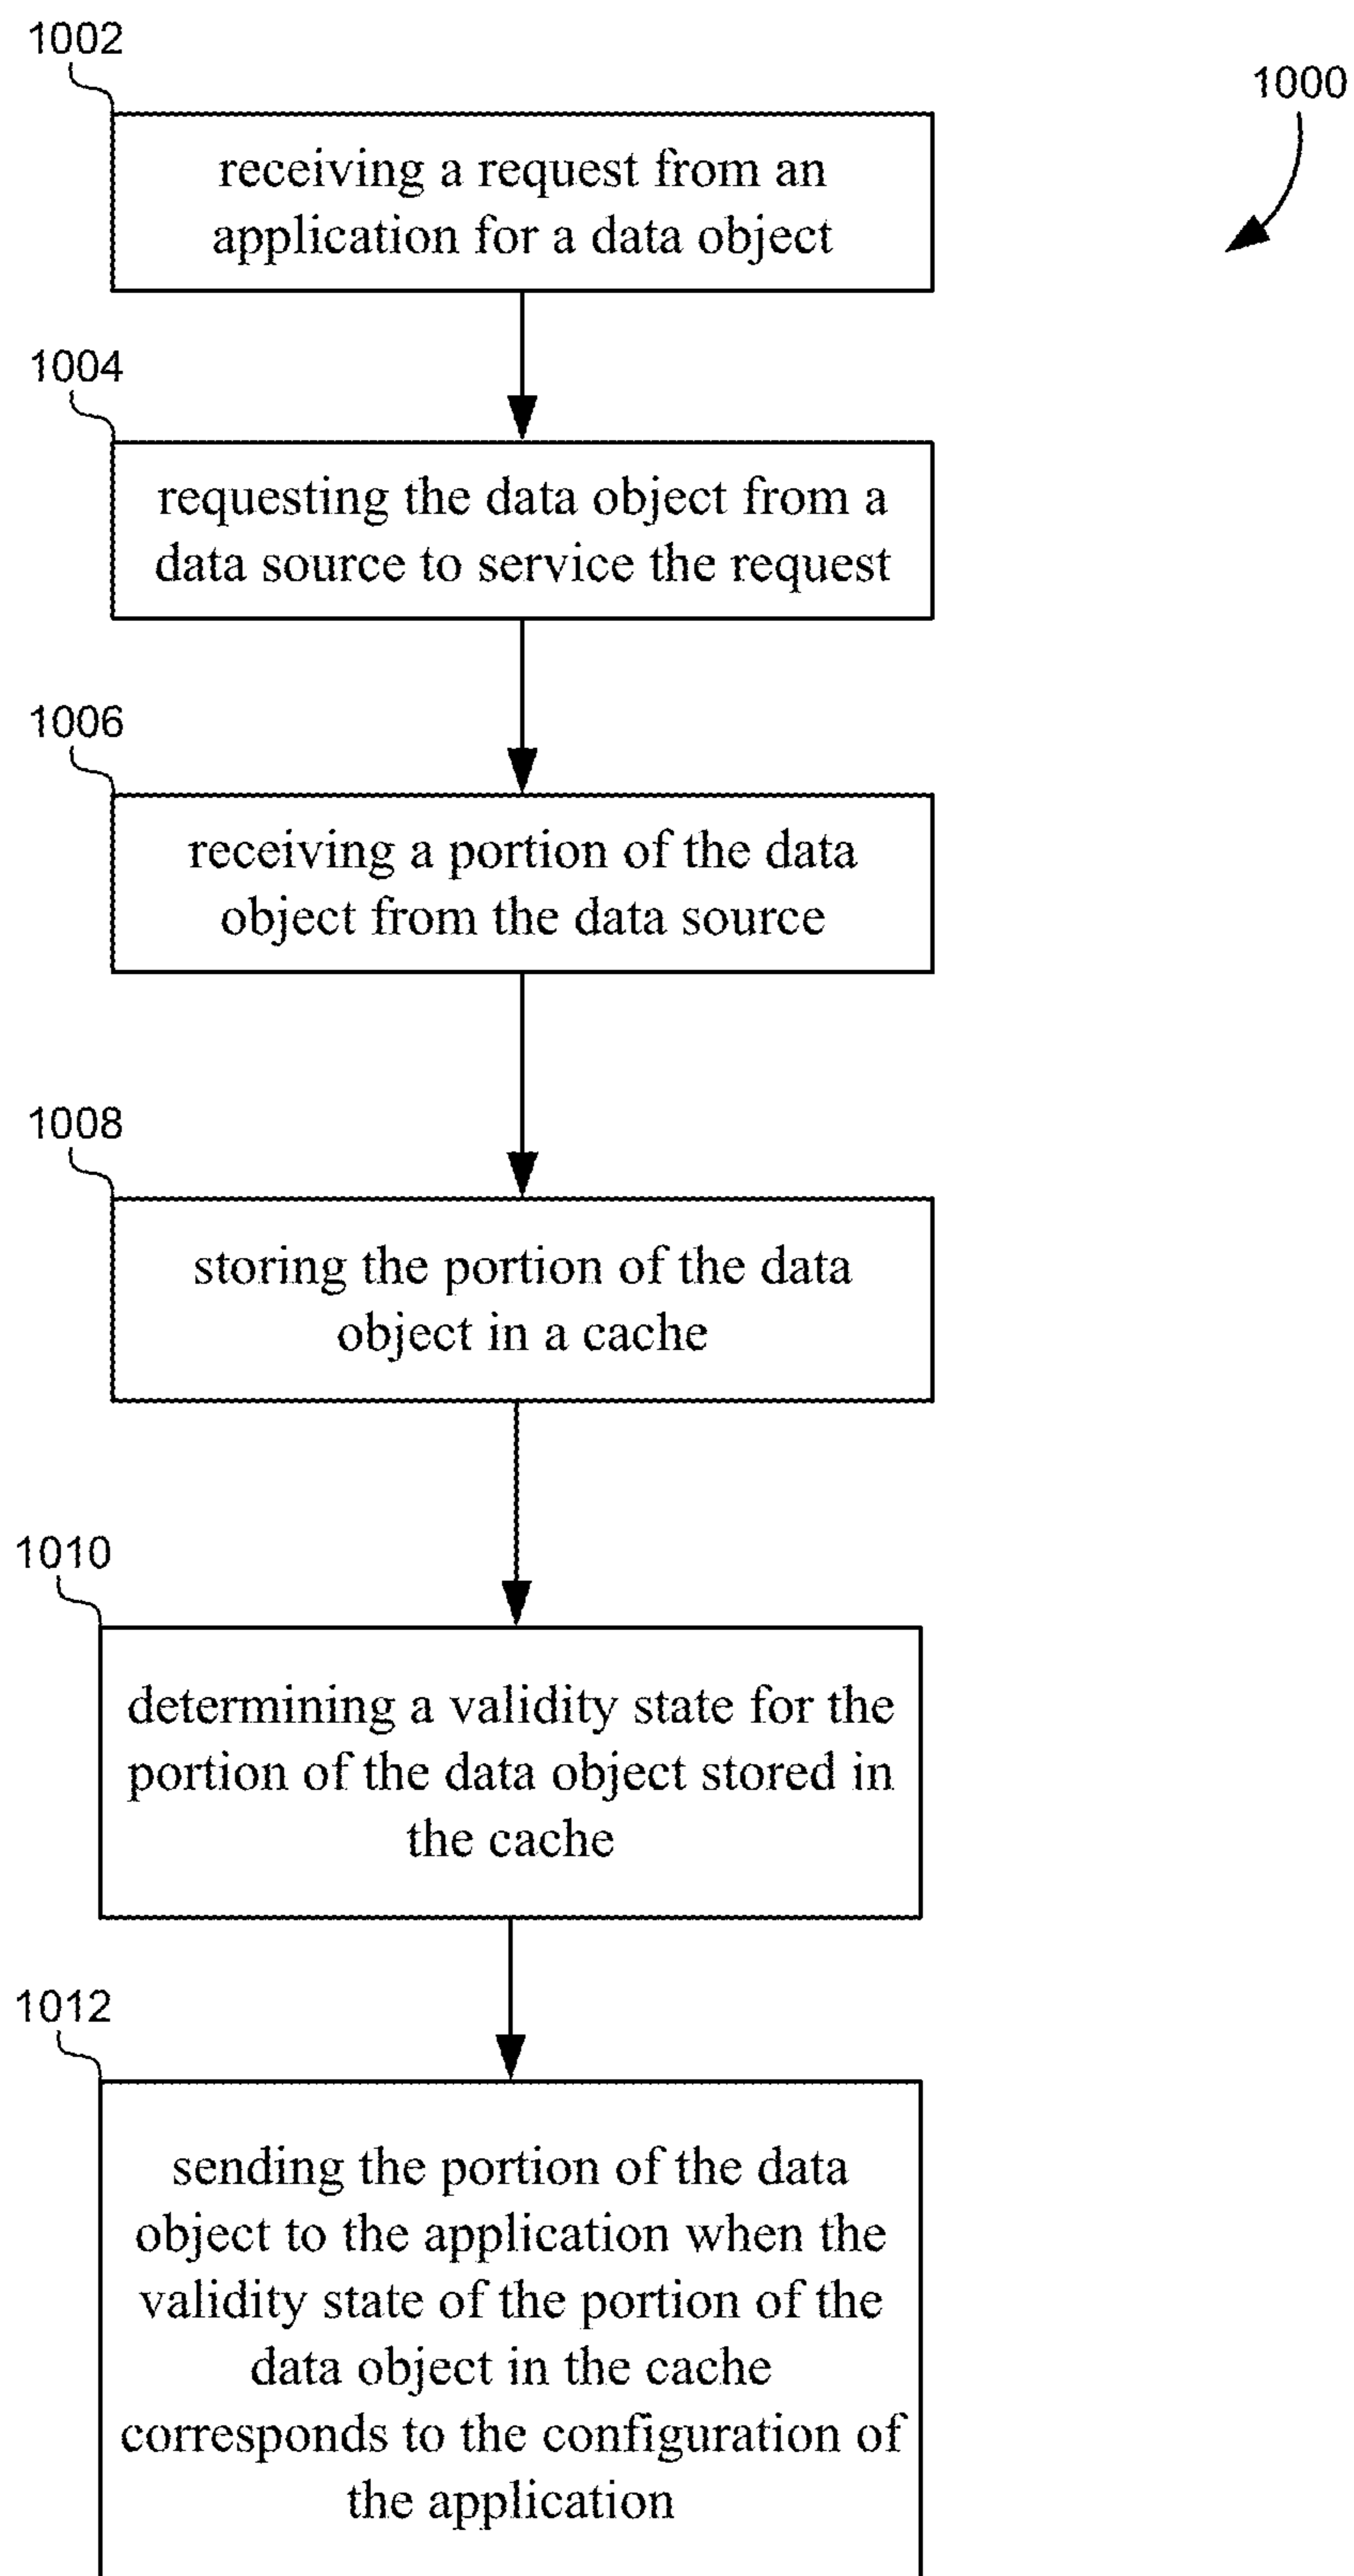 1002
1000
receiving a request from an
application for a data object
1004
requesting the data object from a
data source to service the request
1006
receiving a portion of the data
object from the data source
1008
storing the portion of the data
object in a cache
1010
determining a validity state for the
portion of the data object stored in
the cache
1012
sending the portion of the data
object to the application when the
validity state of the portion of the
data object in the cache
corresponds to the configuration of
the application